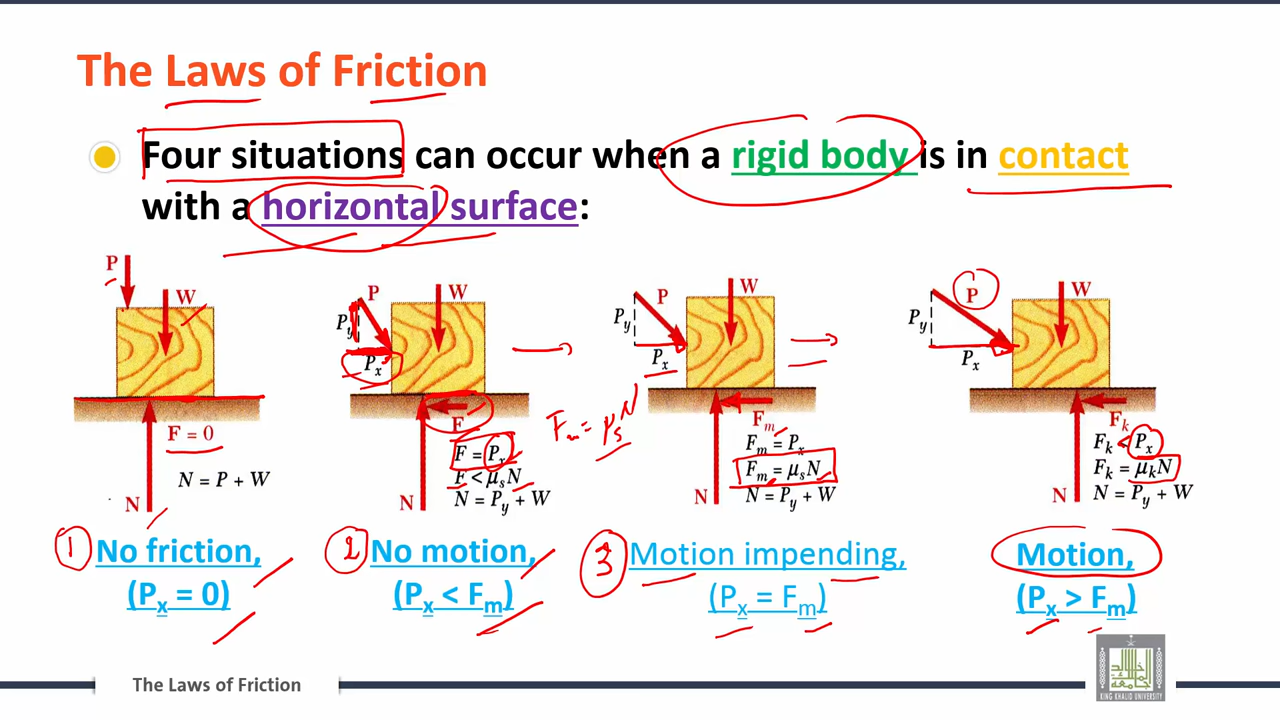 The Laws of Friction
Four situations can occur when a rigid body is in contact
with a horizontal surface:
P
W
F = 0
N = P + W
N
① No friction,
(Pₓ = 0)
P
W
Py
Pₓ
F
F = Pₓ
F < μₛN
N = Py + W
N
② No motion,
(Pₓ < Fₘ)
Fₘ = μₛN
P
W
Py
Pₓ
Fₘ
Fₘ = Pₓ
Fₘ = μₛN
N = Py + W
N
③ Motion impending,
(Pₓ = Fₘ)
P
W
Py
Pₓ
Fₖ
Fₖ < Pₓ
Fₖ = μₖN
N = Py + W
N
Motion,
(Pₓ > Fₘ)
The Laws of Friction
KING KHALID UNIVERSITY